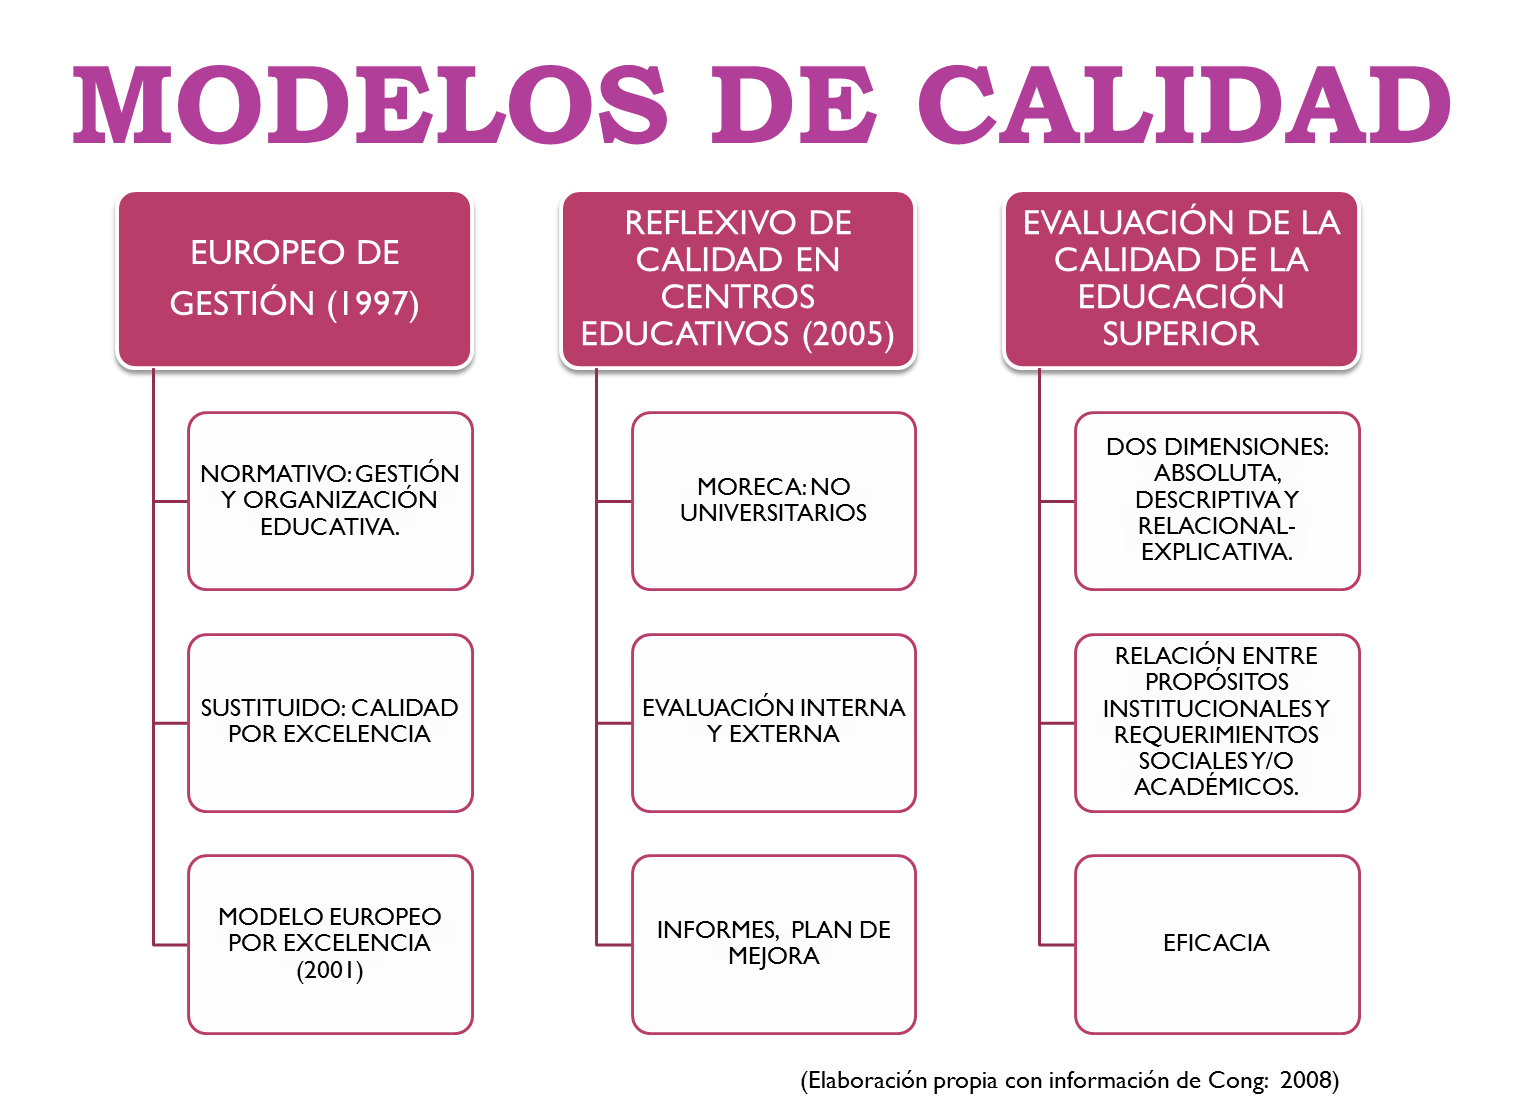 MODELOS DE CALIDAD
EUROPEO DE
GESTIÓN (1997)
NORMATIVO: GESTIÓN
Y ORGANIZACIÓN
EDUCATIVA.
SUSTITUIDO: CALIDAD
POR EXCELENCIA
MODELO EUROPEO
POR EXCELENCIA
(2001)
REFLEXIVO DE
CALIDAD EN
CENTROS
EDUCATIVOS (2005)
MORECA: NO
UNIVERSITARIOS
EVALUACIÓN INTERNA
Y EXTERNA
INFORMES, PLAN DE
MEJORA
EVALUACIÓN DE LA
CALIDAD DE LA
EDUCACIÓN
SUPERIOR
DOS DIMENSIONES:
ABSOLUTA,
DESCRIPTIVA Y
RELACIONAL-
EXPLICATIVA.
RELACIÓN ENTRE
PROPÓSITOS
INSTITUCIONALES Y
REQUERIMIENTOS
SOCIALES Y/O
ACADÉMICOS.
EFICACIA
(Elaboración propia con información de Cong: 2008)